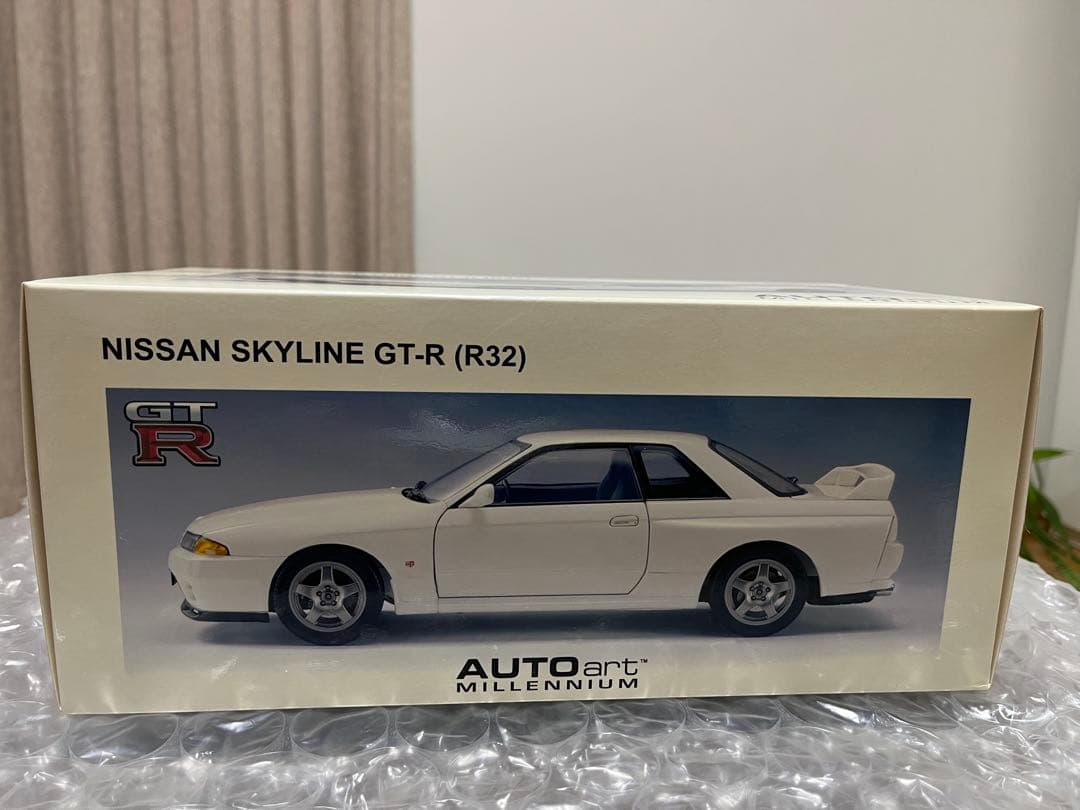 NISSAN SKYLINE GT-R (R32)
GT
R
AUTOart™
MILLENNIUM